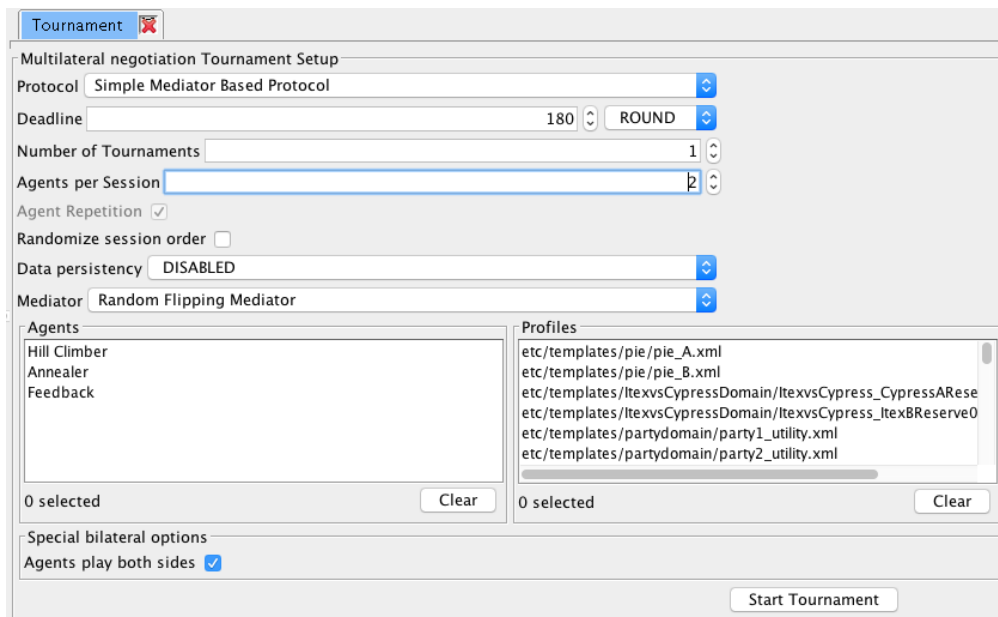 Tournament
Multilateral negotiation Tournament Setup
Protocol Simple Mediator Based Protocol
Deadline 180 ROUND
Number of Tournaments 1
Agents per Session 2
Agent Repetition
Randomize session order
Data persistency DISABLED
Mediator Random Flipping Mediator
Agents
Hill Climber
Annealer
Feedback
0 selected Clear
Profiles
etc/templates/pie/pie_A.xml
etc/templates/pie/pie_B.xml
etc/templates/ItexvsCypressDomain/ItexvsCypress_CypressARese
etc/templates/ItexvsCypressDomain/ItexvsCypress_ItexBReserve0
etc/templates/partydomain/party1_utility.xml
etc/templates/partydomain/party2_utility.xml
0 selected Clear
Special bilateral options
Agents play both sides
Start Tournament